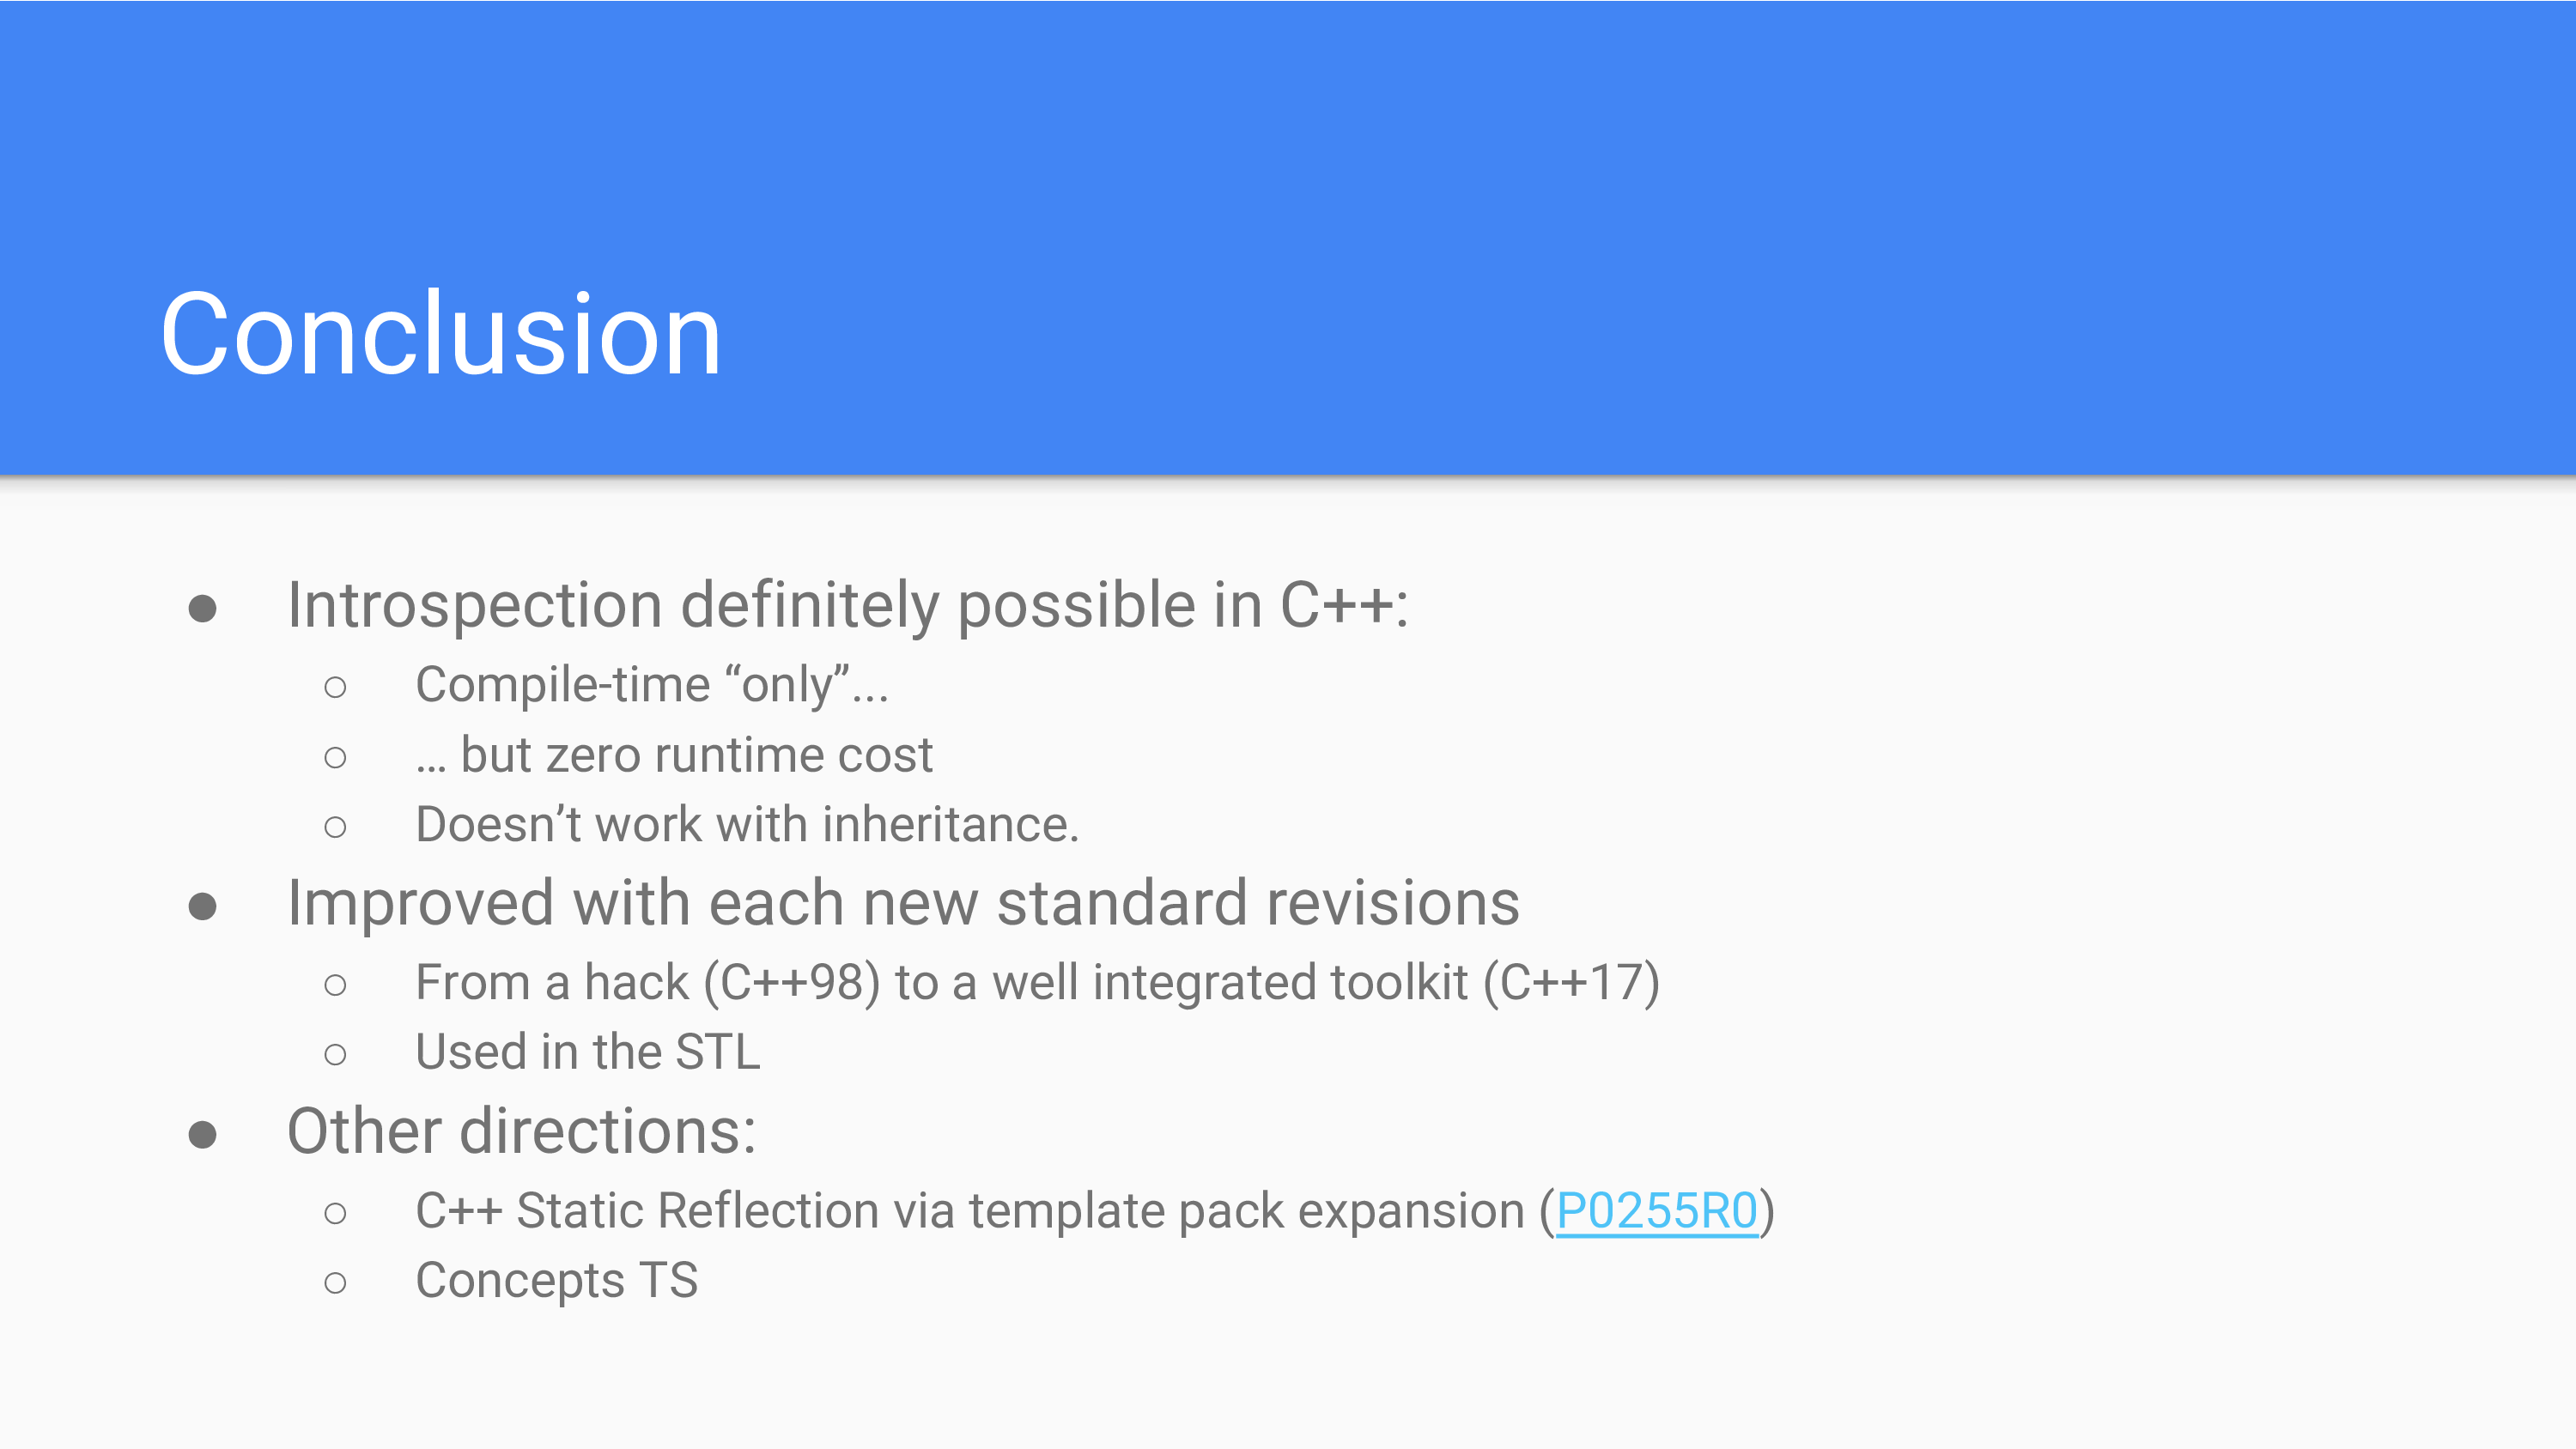 Conclusion
● Introspection definitely possible in C++:
○ Compile-time “only”...
○ … but zero runtime cost
○ Doesn’t work with inheritance.
● Improved with each new standard revisions
○ From a hack (C++98) to a well integrated toolkit (C++17)
○ Used in the STL
● Other directions:
○ C++ Static Reflection via template pack expansion (P0255R0)
○ Concepts TS